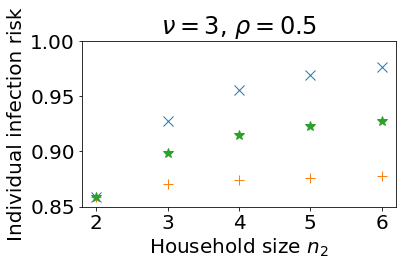 ν = 3, ρ = 0.5
Individual infection risk
1.00
0.95
0.90
0.85
2 3 4 5 6
Household size n₂